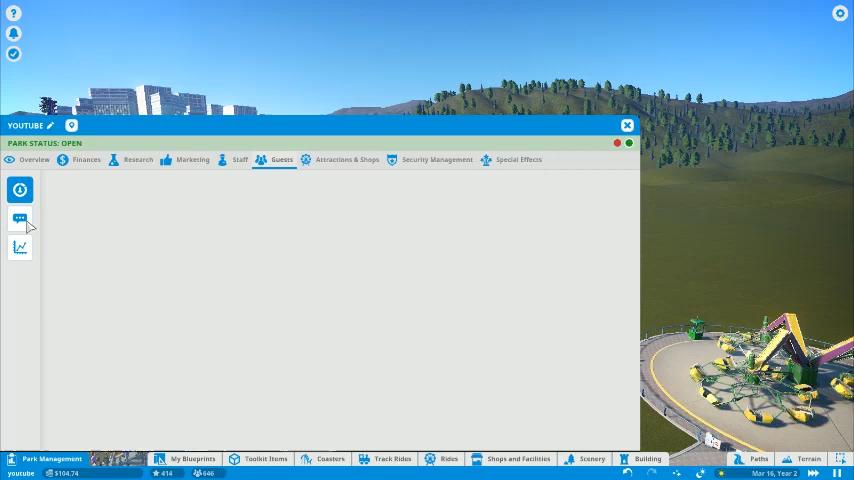 YOUTUBE
PARK STATUS: OPEN
Overview Finances Research Marketing Staff Guests Attractions & Shops Security Management Special Effects
Park Management My Blueprints Toolkit Items Coasters Track Rides Rides Shops and Facilities Scenery Building Paths Terrain
youtube $104.74 414 646 Mar 16, Year 2